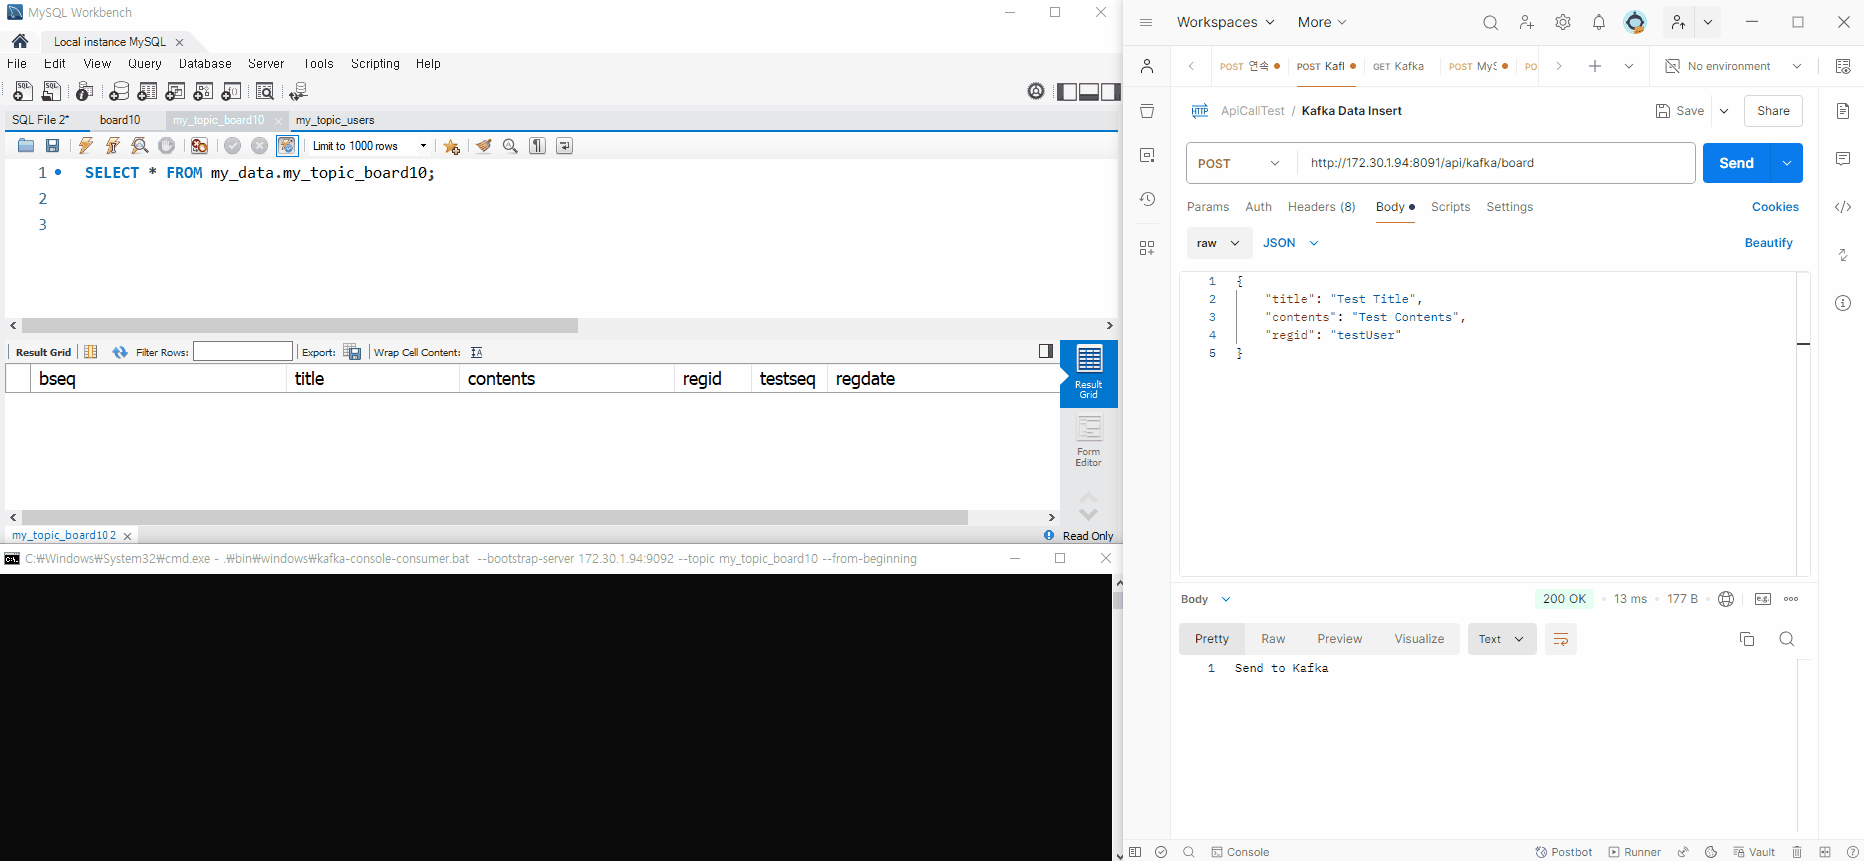 MySQL Workbench
Local instance MySQL
File Edit View Query Database Server Tools Scripting Help
SQL File 2* board10 my_topic_board10 my_topic_users
Limit to 1000 rows
1 SELECT * FROM my_data.my_topic_board10;
2
3
Result Grid Filter Rows: Export: Wrap Cell Content:
bseq title contents regid testseq regdate
Result
Grid
Form
Editor
my_topic_board10 2
Read Only
C:₩Windows₩System32₩cmd.exe - .₩bin₩windows₩kafka-console-consumer.bat --bootstrap-server 172.30.1.94:9092 --topic my_topic_board10 --from-beginning
Workspaces More
POST 연속 POST Kafl GET Kafka POST MyS PO No environment
HTTP ApiCallTest / Kafka Data Insert Save Share
POST http://172.30.1.94:8091/api/kafka/board Send
Params Auth Headers (8) Body Scripts Settings Cookies
raw JSON Beautify
1 {
2 "title": "Test Title",
3 "contents": "Test Contents",
4 "regid": "testUser"
5 }
Body 200 OK 13 ms 177 B e.g.
Pretty Raw Preview Visualize Text
1 Send to Kafka
Console Postbot Runner Vault